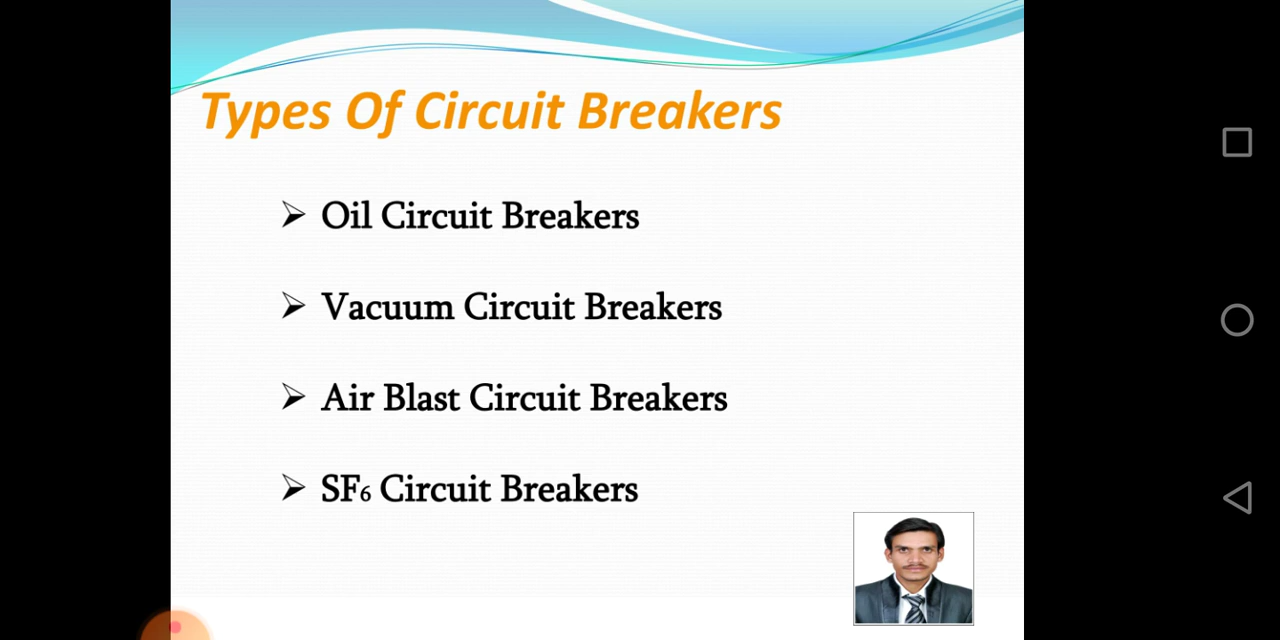 Types Of Circuit Breakers
Oil Circuit Breakers
Vacuum Circuit Breakers
Air Blast Circuit Breakers
SF₆ Circuit Breakers